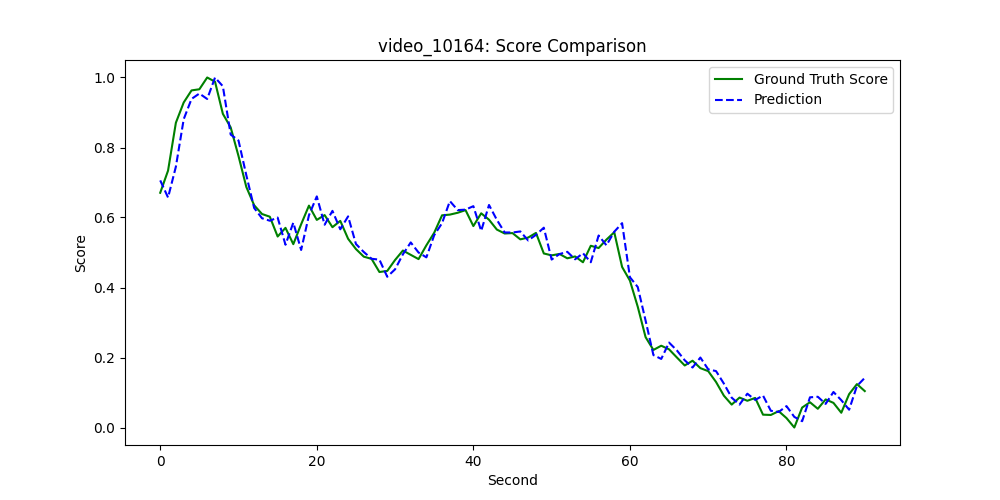 video_10164: Score Comparison
Ground Truth Score
Prediction
Score
1.0
0.8
0.6
0.4
0.2
0.0
0 20 40 60 80
Second